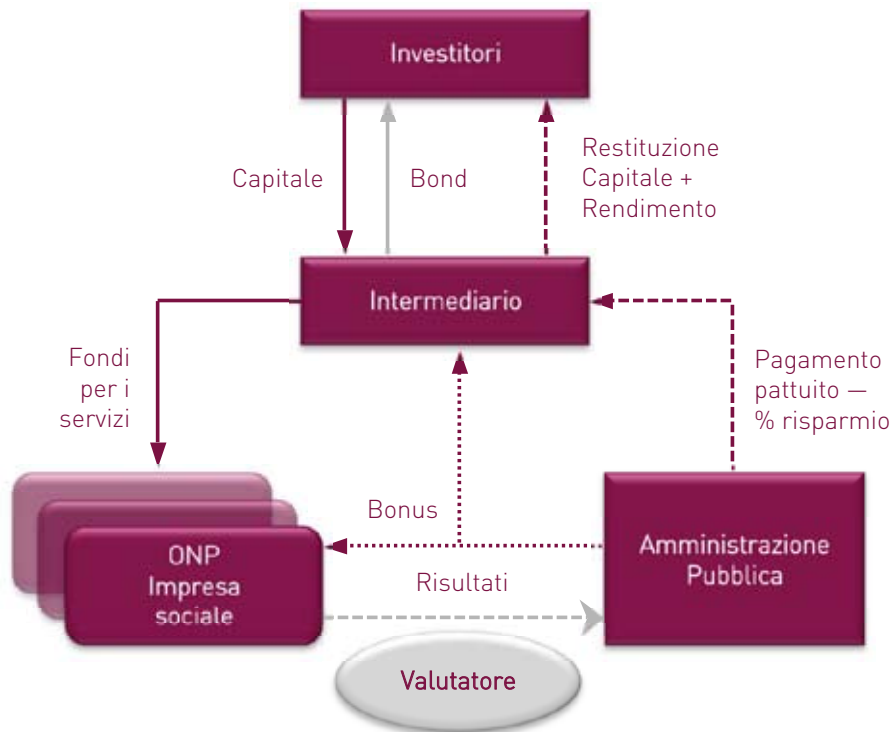 Investitori
Capitale
Bond
Restituzione
Capitale +
Rendimento
Intermediario
Fondi
per i
servizi
Pagamento
pattuito —
% risparmio
Bonus
ONP
Impresa
sociale
Risultati
Amministrazione
Pubblica
Valutatore